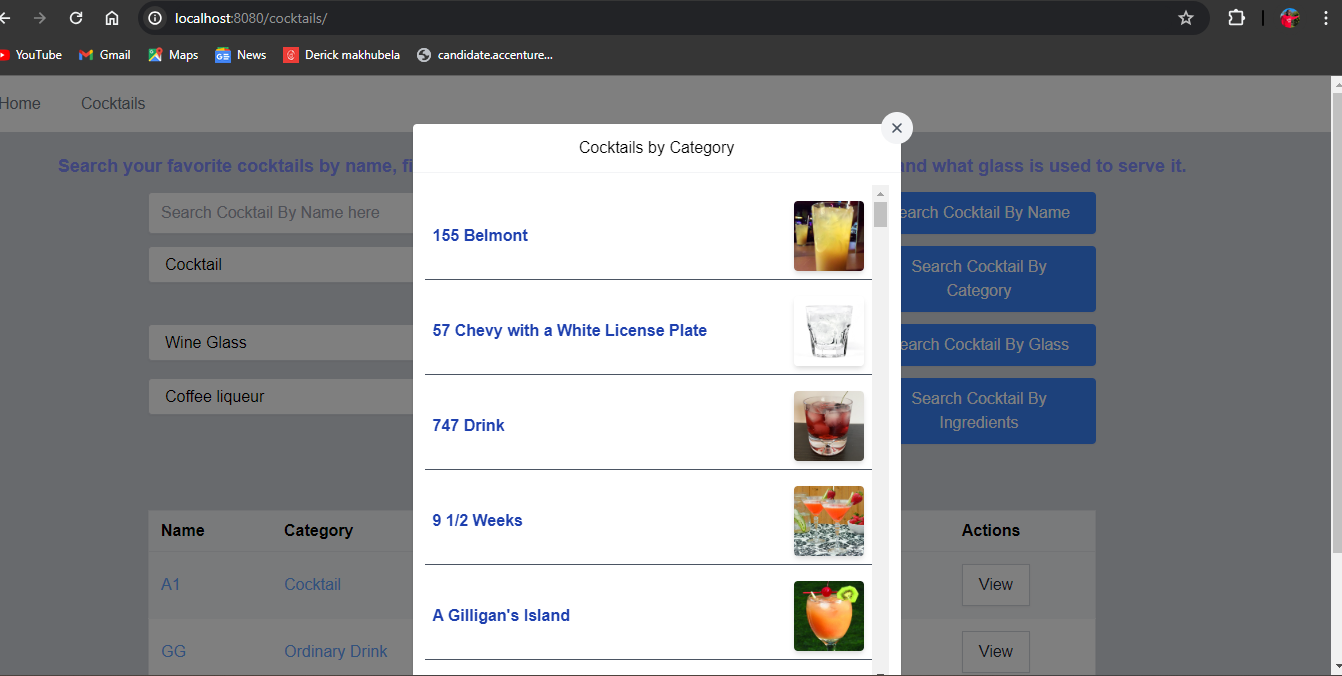 localhost:8080/cocktails/
YouTube
Gmail
Maps
GE
News
Derick makhubela
candidate.accenture...
Home
Cocktails
Cocktails by Category
Search your favorite cocktails by name, fi
nd what glass is used to serve it.
Search Cocktail By Name here
earch Cocktail By Name
Cocktail
Search Cocktail By
Category
Wine Glass
earch Cocktail By Glass
Coffee liqueur
Search Cocktail By
Ingredients
155 Belmont
57 Chevy with a White License Plate
747 Drink
9 1/2 Weeks
A Gilligan's Island
Name
Category
Actions
A1
Cocktail
View
GG
Ordinary Drink
View